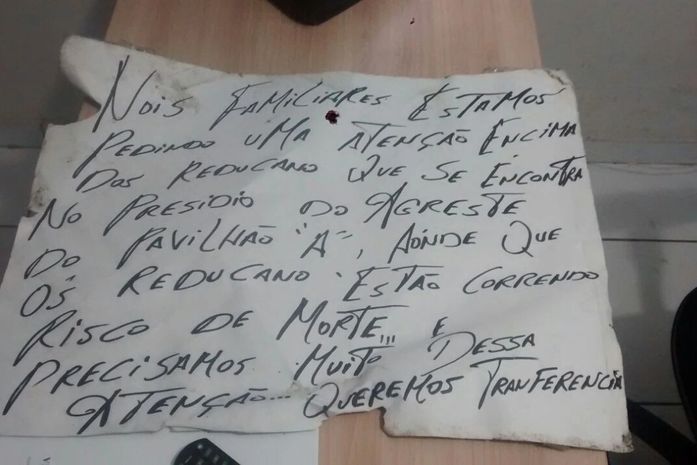 NOIS FAMILIARES ESTAMOS
PEDINDO UMA ATENÇÃO ENCIMA
DOS REDUCANO QUE SE ENCONTRA
NO PRESIDIO DO AGRESTE
DO PAVILHÃO "A", AONDE QUE
OS REDUCANO ESTÃO CORRENDO
RISCO DE MORTE... E
PRECISAMOS MUITO DESSA
ATENÇÃO... QUEREMOS TRANFERENCIA